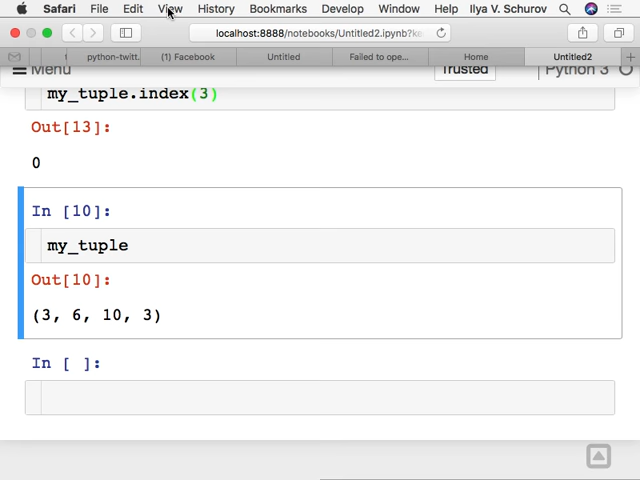 Safari File Edit View History Bookmarks Develop Window Help Ilya V. Schurov
localhost:8888/notebooks/Untitled2.ipynb?ke
python-twitt. (1) Facebook Untitled Failed to ope... Home Untitled2
Menu Trusted Python 3
my_tuple.index(3)
Out[13]:
0
In [10]:
my_tuple
Out[10]:
(3, 6, 10, 3)
In [ ]: